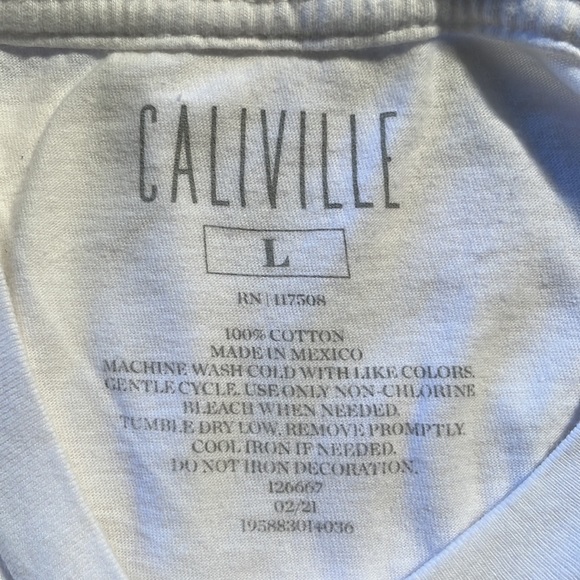 CALIVILLE
L
RN | 117508
100% COTTON
MADE IN MEXICO
MACHINE WASH COLD WITH LIKE COLORS.
GENTLE CYCLE. USE ONLY NON-CHLORINE
BLEACH WHEN NEEDED.
TUMBLE DRY LOW. REMOVE PROMPTLY.
COOL IRON IF NEEDED.
DO NOT IRON DECORATION.
126667
02/21
195883014036